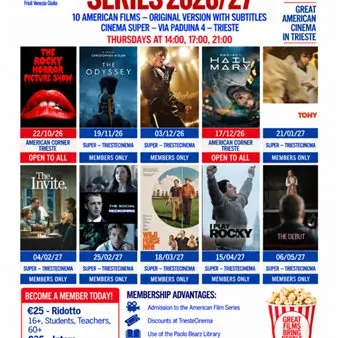 Friuli Venezia Giulia
SERIES 2026/27
10 AMERICAN FILMS – ORIGINAL VERSION WITH SUBTITLES
CINEMA SUPER – VIA PADUINA 4 – TRIESTE
THURSDAYS AT 14:00, 17:00, 21:00
GREAT
AMERICAN
CINEMA
IN TRIESTE
THE
ROCKY
HORROR
PICTURE SHOW
THE
ODYSSEY
HAIL
MARY
TONY
22/10/26
19/11/26
03/12/26
17/12/26
21/01/27
AMERICAN CORNER
TRIESTE
SUPER – TRIESTECINEMA
SUPER – TRIESTECINEMA
AMERICAN CORNER
TRIESTE
SUPER – TRIESTECINEMA
OPEN TO ALL
MEMBERS ONLY
MEMBERS ONLY
OPEN TO ALL
MEMBERS ONLY
The
Invite.
THE SOCIAL
RECKONING
WILD
HORSE
NINE
I PLAY
ROCKY
THE DEBUT
04/02/27
25/02/27
18/03/27
15/04/27
06/05/27
SUPER – TRIESTECINEMA
SUPER – TRIESTECINEMA
SUPER – TRIESTECINEMA
SUPER – TRIESTECINEMA
SUPER – TRIESTECINEMA
MEMBERS ONLY
MEMBERS ONLY
MEMBERS ONLY
MEMBERS ONLY
MEMBERS ONLY
BECOME A MEMBER TODAY!
€25 - Ridotto
16+, Students, Teachers,
60+
MEMBERSHIP ADVANTAGES:
Admission to the American Film Series
Discounts at TriesteCinema
Use of the Paolo Bearz Library
GREAT
FILMS
BRING
PEOPLE